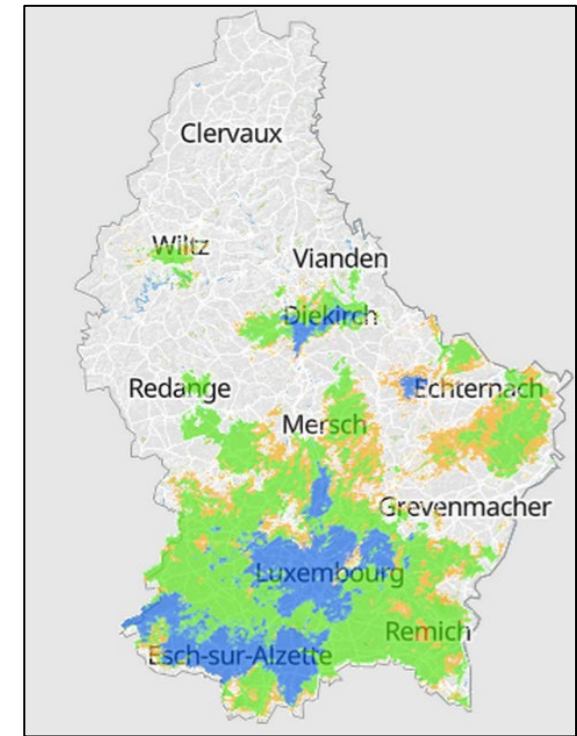 Clervaux
Wiltz
Vianden
Diekirch
Redange
Echternach
Mersch
Grevenmacher
Luxembourg
Remich
Esch-sur-Alzette